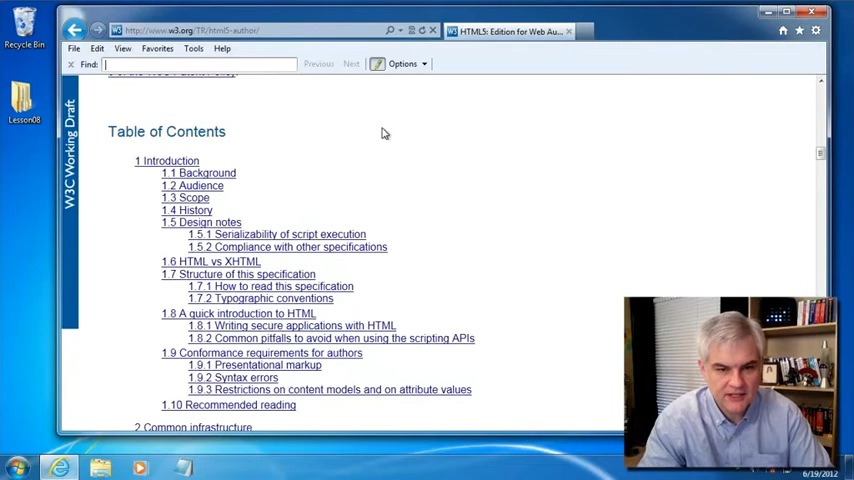 Recycle Bin
Lesson08
http://www.w3.org/TR/html5-author/
HTML5: Edition for Web Au...
File Edit View Favorites Tools Help
Find: Previous Next Options
W3C Working Draft
Table of Contents
1 Introduction
1.1 Background
1.2 Audience
1.3 Scope
1.4 History
1.5 Design notes
1.5.1 Serializability of script execution
1.5.2 Compliance with other specifications
1.6 HTML vs XHTML
1.7 Structure of this specification
1.7.1 How to read this specification
1.7.2 Typographic conventions
1.8 A quick introduction to HTML
1.8.1 Writing secure applications with HTML
1.8.2 Common pitfalls to avoid when using the scripting APIs
1.9 Conformance requirements for authors
1.9.1 Presentational markup
1.9.2 Syntax errors
1.9.3 Restrictions on content models and on attribute values
1.10 Recommended reading
2 Common infrastructure
6/19/2012